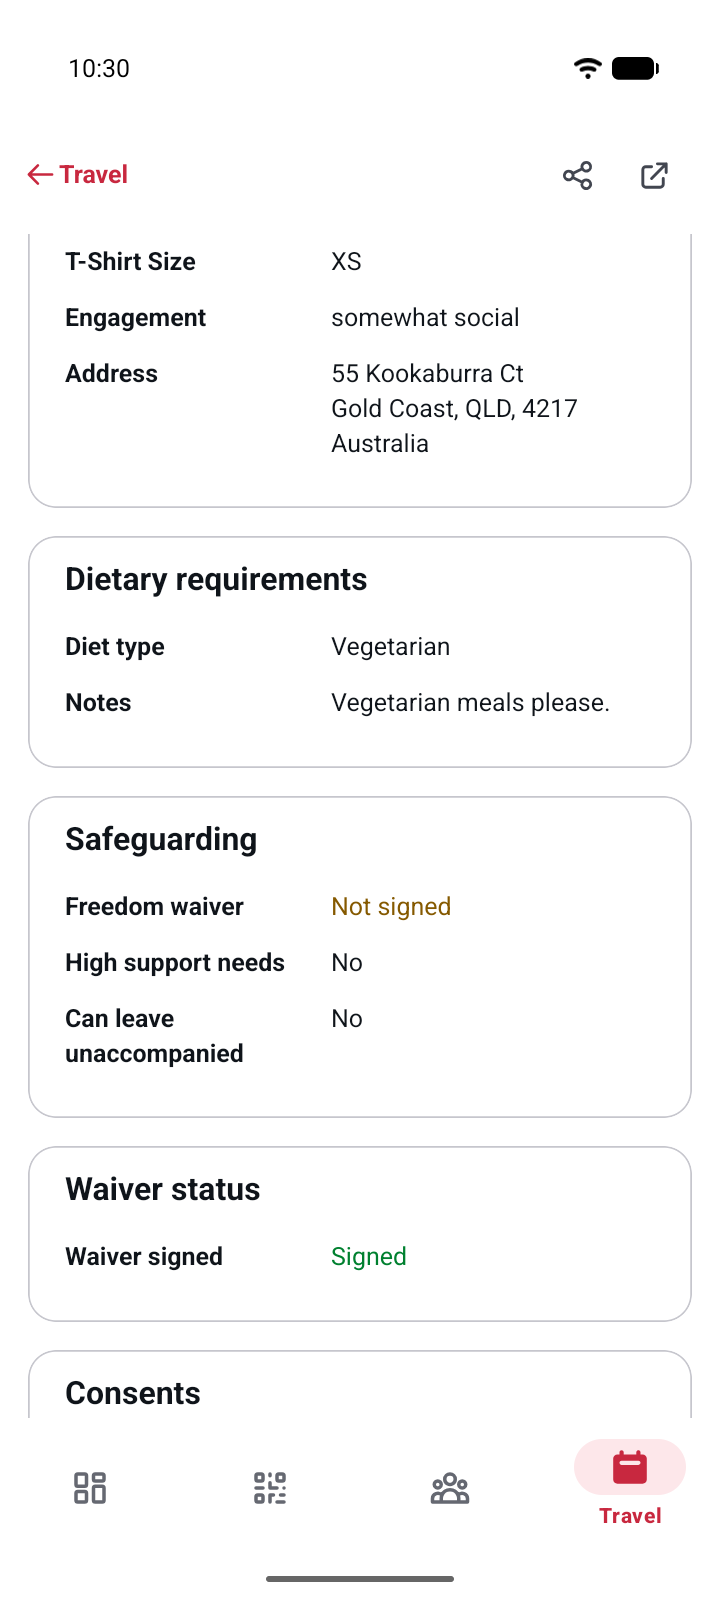 10:30
Travel
T-Shirt Size XS
Engagement somewhat social
Address 55 Kookaburra Ct
Gold Coast, QLD, 4217
Australia
Dietary requirements
Diet type Vegetarian
Notes Vegetarian meals please.
Safeguarding
Freedom waiver Not signed
High support needs No
Can leave No
unaccompanied
Waiver status
Waiver signed Signed
Consents
Travel